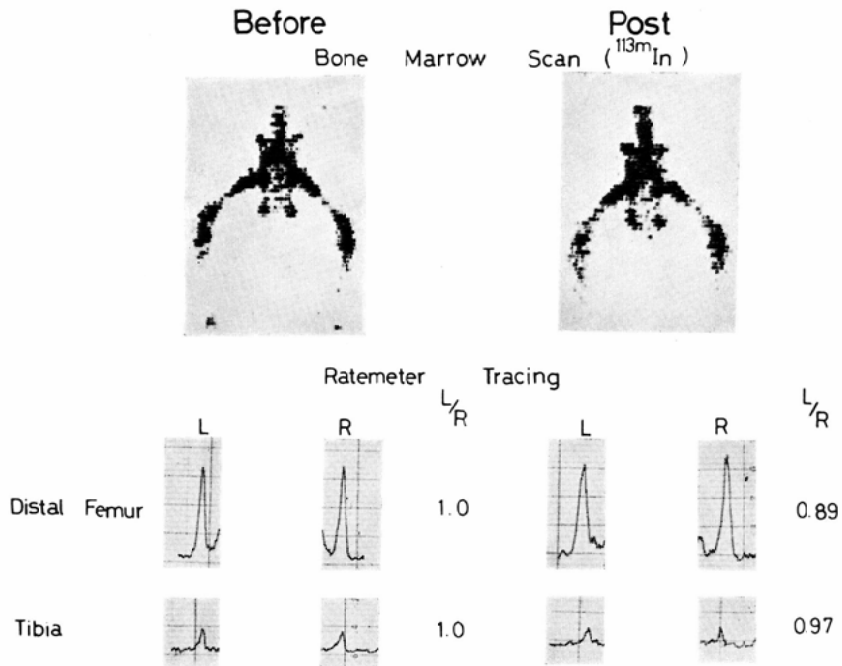 Before Post
Bone Marrow Scan (113mIn)
Ratemeter Tracing
L/R L/R
L R L R
Distal Femur 1.0 0.89
Tibia 1.0 0.97